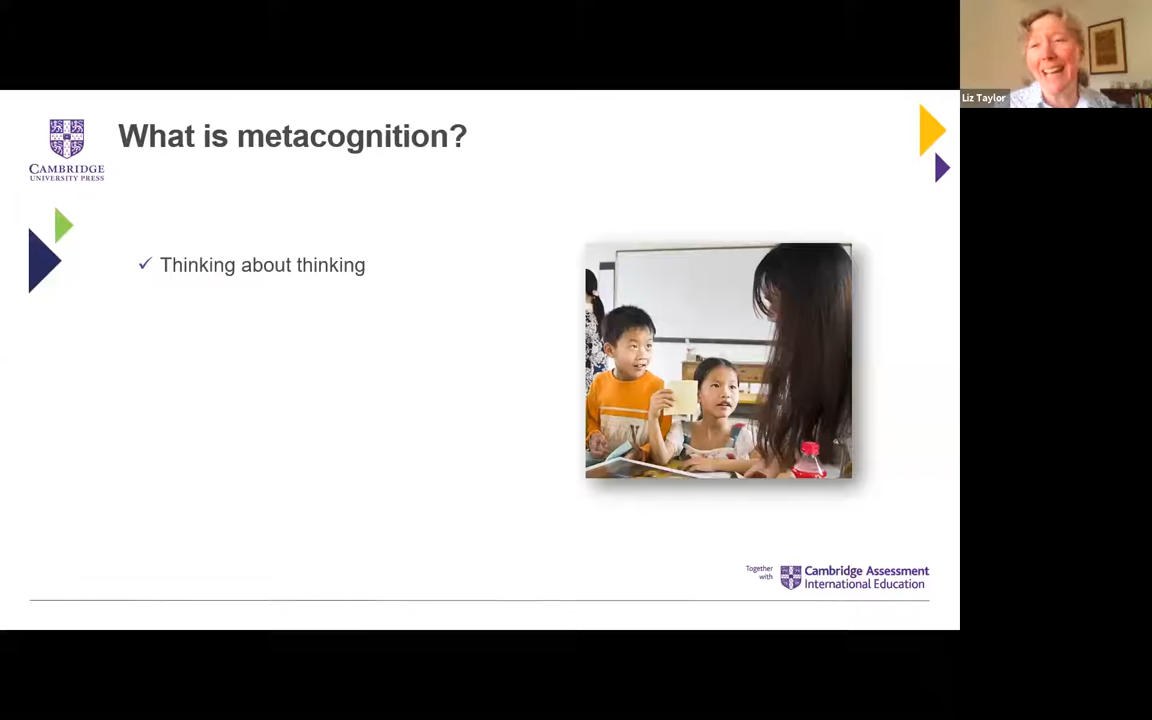 Liz Taylor
What is metacognition?
CAMBRIDGE
UNIVERSITY PRESS
✓ Thinking about thinking
Together
with
Cambridge Assessment
International Education